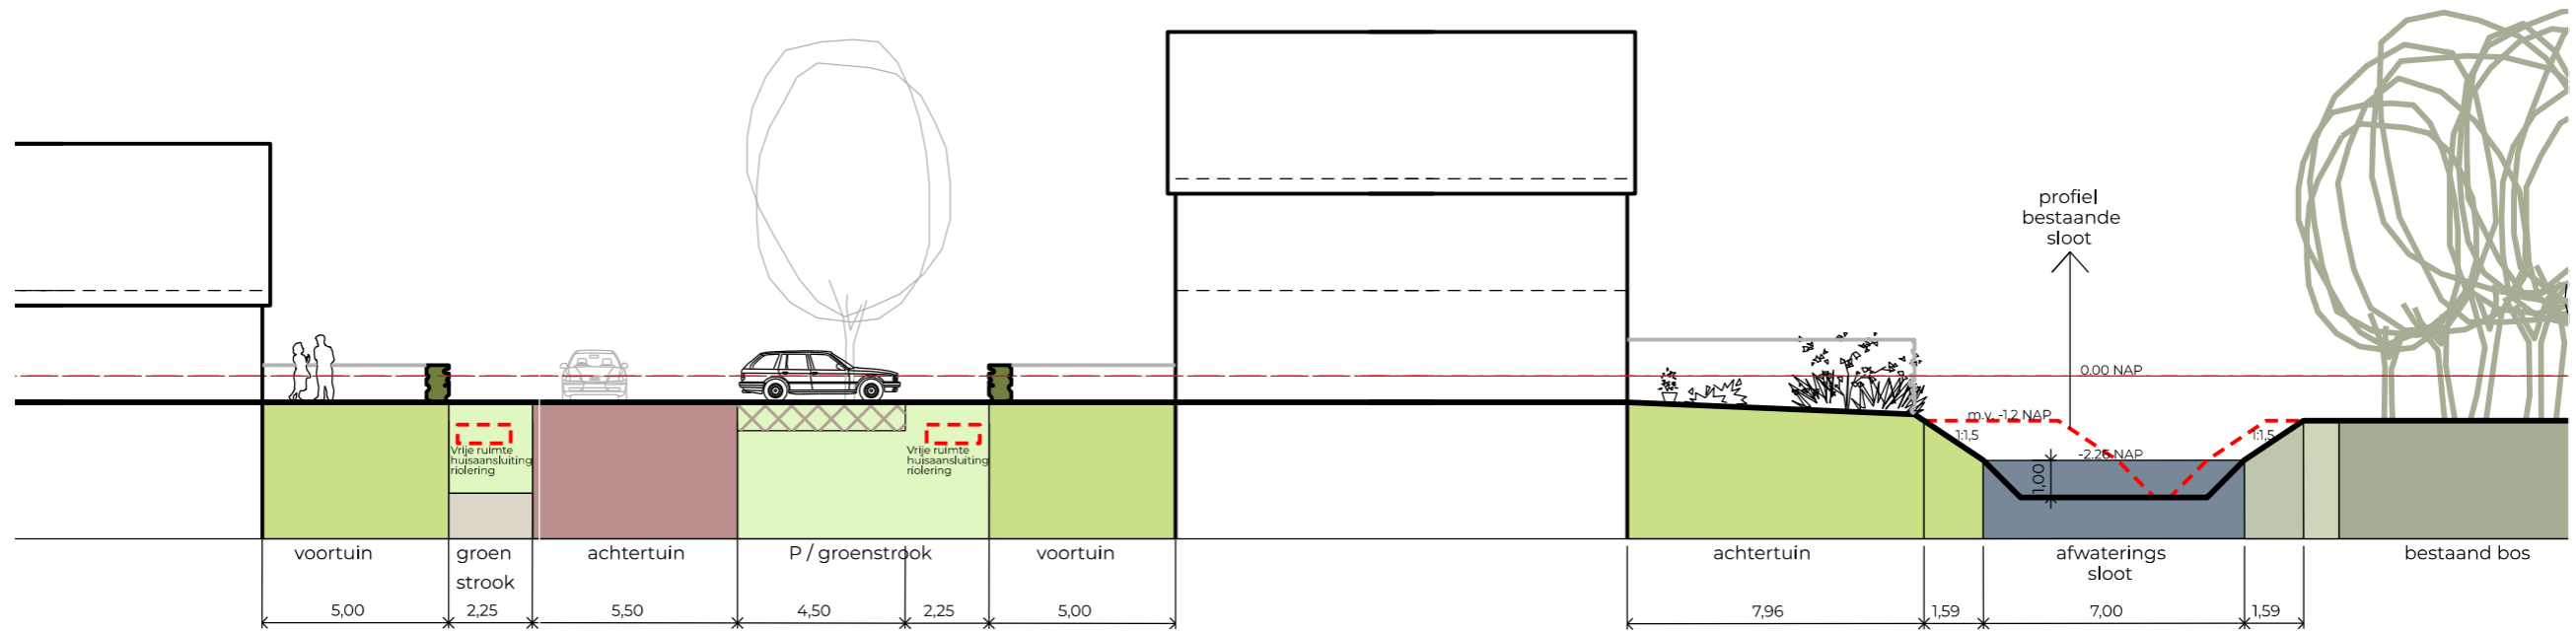 profiel
bestaande
sloot
0.00 NAP
m.v. -1,2 NAP
1:1,5
1:1,5
-2.26 NAP
1,00
Vrije ruimte
huisaansluiting
riolering
Vrije ruimte
huisaansluiting
riolering
voortuin
groen
strook
achtertuin
P / groenstrook
voortuin
achtertuin
afwaterings
sloot
bestaand bos
5,00
2,25
5,50
4,50
2,25
5,00
7,96
1,59
7,00
1,59